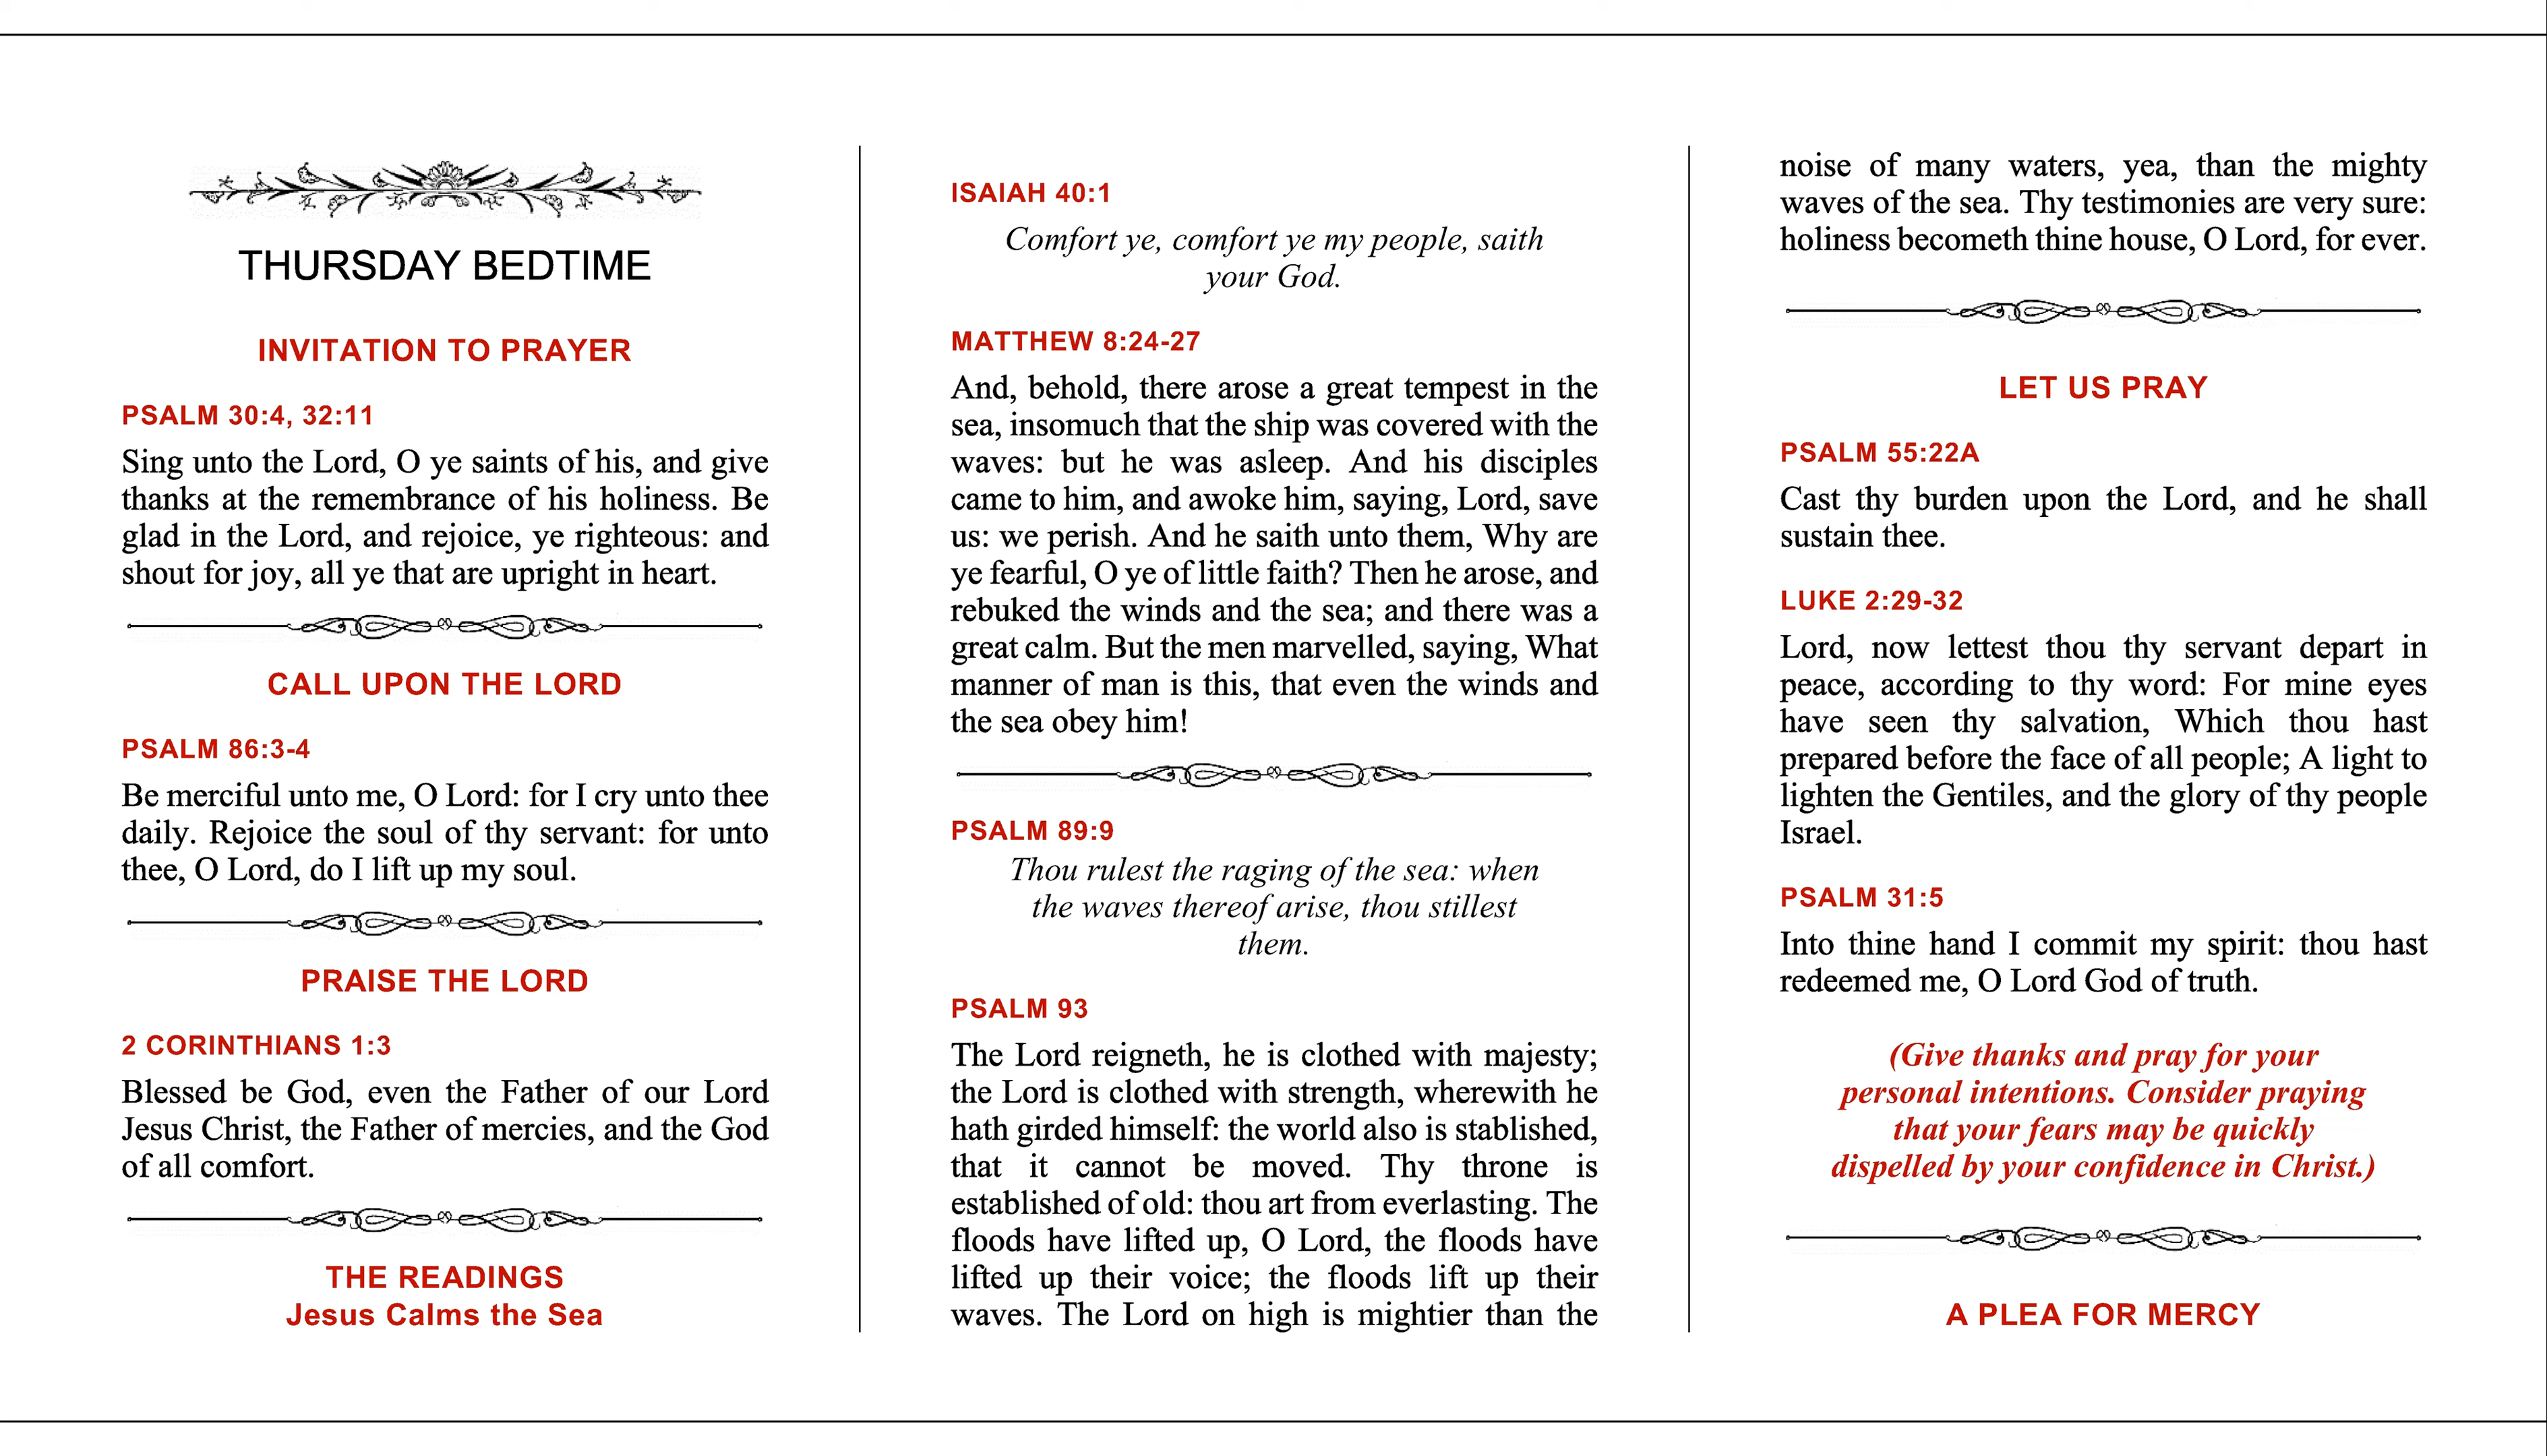 THURSDAY BEDTIME
INVITATION TO PRAYER
PSALM 30:4, 32:11
Sing unto the Lord, O ye saints of his, and give
thanks at the remembrance of his holiness. Be
glad in the Lord, and rejoice, ye righteous: and
shout for joy, all ye that are upright in heart.
CALL UPON THE LORD
PSALM 86:3-4
Be merciful unto me, O Lord: for I cry unto thee
daily. Rejoice the soul of thy servant: for unto
thee, O Lord, do I lift up my soul.
PRAISE THE LORD
2 CORINTHIANS 1:3
Blessed be God, even the Father of our Lord
Jesus Christ, the Father of mercies, and the God
of all comfort.
THE READINGS
Jesus Calms the Sea
ISAIAH 40:1
Comfort ye, comfort ye my people, saith
your God.
MATTHEW 8:24-27
And, behold, there arose a great tempest in the
sea, insomuch that the ship was covered with the
waves: but he was asleep. And his disciples
came to him, and awoke him, saying, Lord, save
us: we perish. And he saith unto them, Why are
ye fearful, O ye of little faith? Then he arose, and
rebuked the winds and the sea; and there was a
great calm. But the men marvelled, saying, What
manner of man is this, that even the winds and
the sea obey him!
PSALM 89:9
Thou rulest the raging of the sea: when
the waves thereof arise, thou stillest
them.
PSALM 93
The Lord reigneth, he is clothed with majesty;
the Lord is clothed with strength, wherewith he
hath girded himself: the world also is stablished,
that it cannot be moved. Thy throne is
established of old: thou art from everlasting. The
floods have lifted up, O Lord, the floods have
lifted up their voice; the floods lift up their
waves. The Lord on high is mightier than the
noise of many waters, yea, than the mighty
waves of the sea. Thy testimonies are very sure:
holiness becometh thine house, O Lord, for ever.
LET US PRAY
PSALM 55:22A
Cast thy burden upon the Lord, and he shall
sustain thee.
LUKE 2:29-32
Lord, now lettest thou thy servant depart in
peace, according to thy word: For mine eyes
have seen thy salvation, Which thou hast
prepared before the face of all people; A light to
lighten the Gentiles, and the glory of thy people
Israel.
PSALM 31:5
Into thine hand I commit my spirit: thou hast
redeemed me, O Lord God of truth.
(Give thanks and pray for your
personal intentions. Consider praying
that your fears may be quickly
dispelled by your confidence in Christ.)
A PLEA FOR MERCY